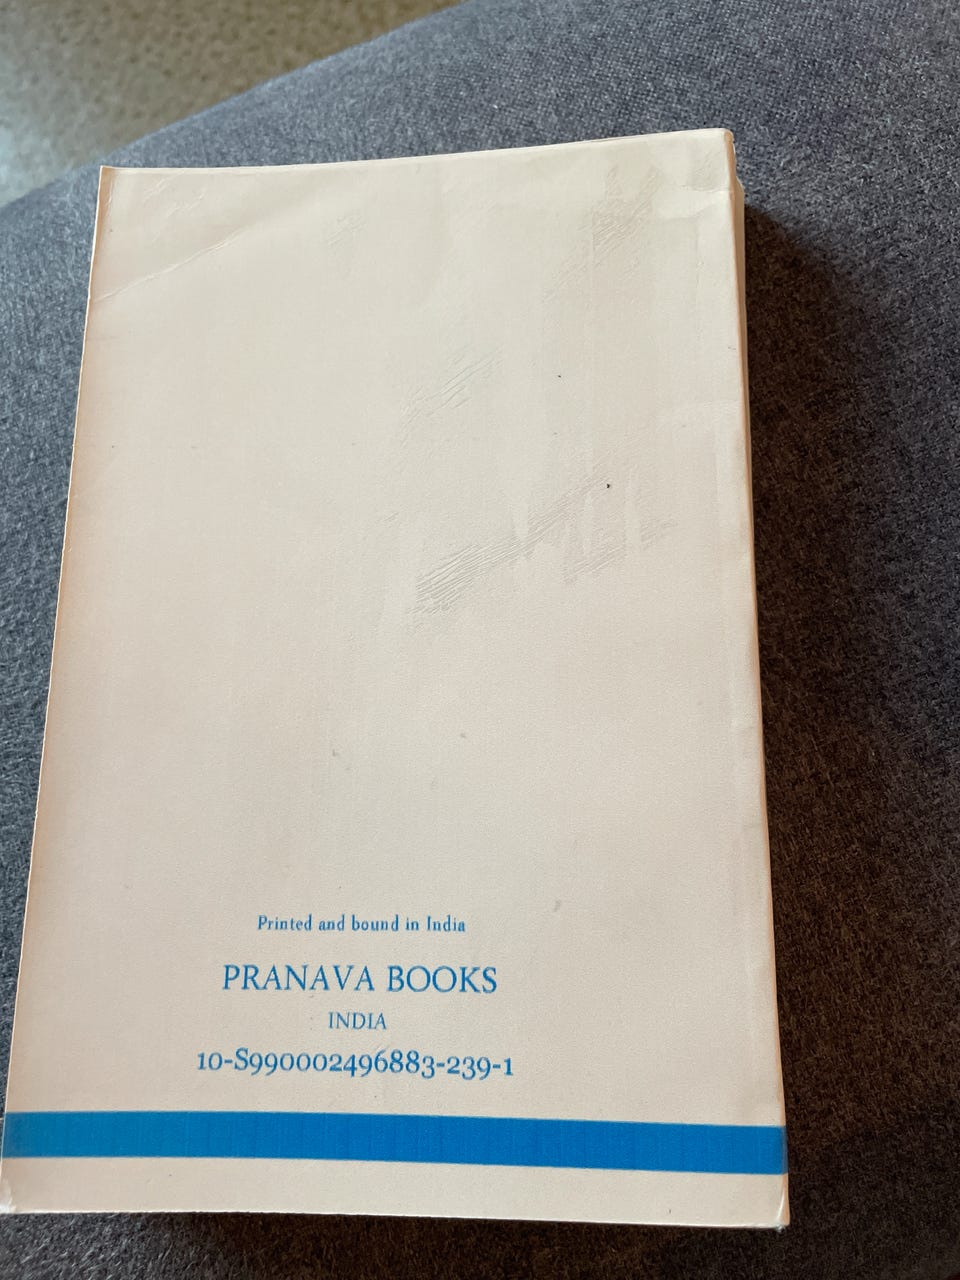 Printed and bound in India
PRANAVA BOOKS
INDIA
10-S990002496883-239-1